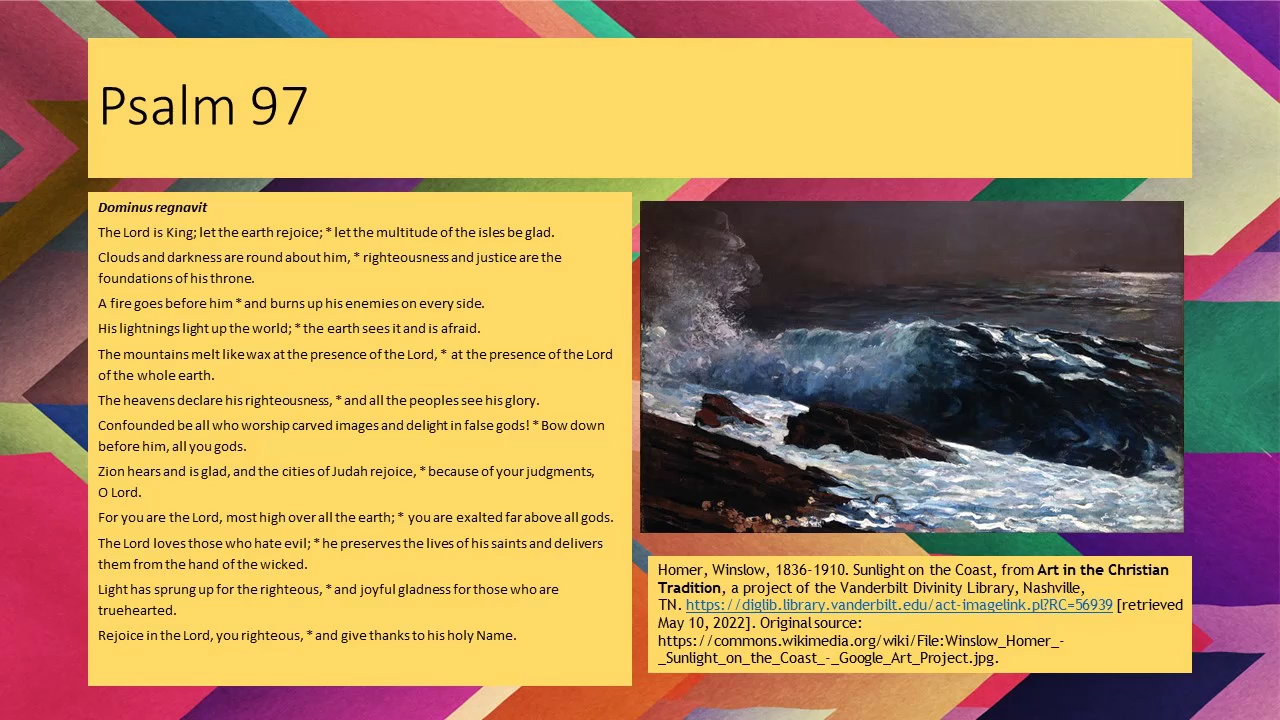 Psalm 97
Dominus regnavit
The Lord is King; let the earth rejoice; * let the multitude of the isles be glad.
Clouds and darkness are round about him, * righteousness and justice are the
foundations of his throne.
A fire goes before him * and burns up his enemies on every side.
His lightnings light up the world; * the earth sees it and is afraid.
The mountains melt like wax at the presence of the Lord, * at the presence of the Lord
of the whole earth.
The heavens declare his righteousness, * and all the peoples see his glory.
Confounded be all who worship carved images and delight in false gods! * Bow down
before him, all you gods.
Zion hears and is glad, and the cities of Judah rejoice, * because of your judgments,
O Lord.
For you are the Lord, most high over all the earth; * you are exalted far above all gods.
The Lord loves those who hate evil; * he preserves the lives of his saints and delivers
them from the hand of the wicked.
Light has sprung up for the righteous, * and joyful gladness for those who are
truehearted.
Rejoice in the Lord, you righteous, * and give thanks to his holy Name.
Homer, Winslow, 1836-1910. Sunlight on the Coast, from Art in the Christian
Tradition, a project of the Vanderbilt Divinity Library, Nashville,
TN. https://diglib.library.vanderbilt.edu/act-imagelink.pl?RC=56939 [retrieved
May 10, 2022]. Original source:
https://commons.wikimedia.org/wiki/File:Winslow_Homer_-
_Sunlight_on_the_Coast_-_Google_Art_Project.jpg.